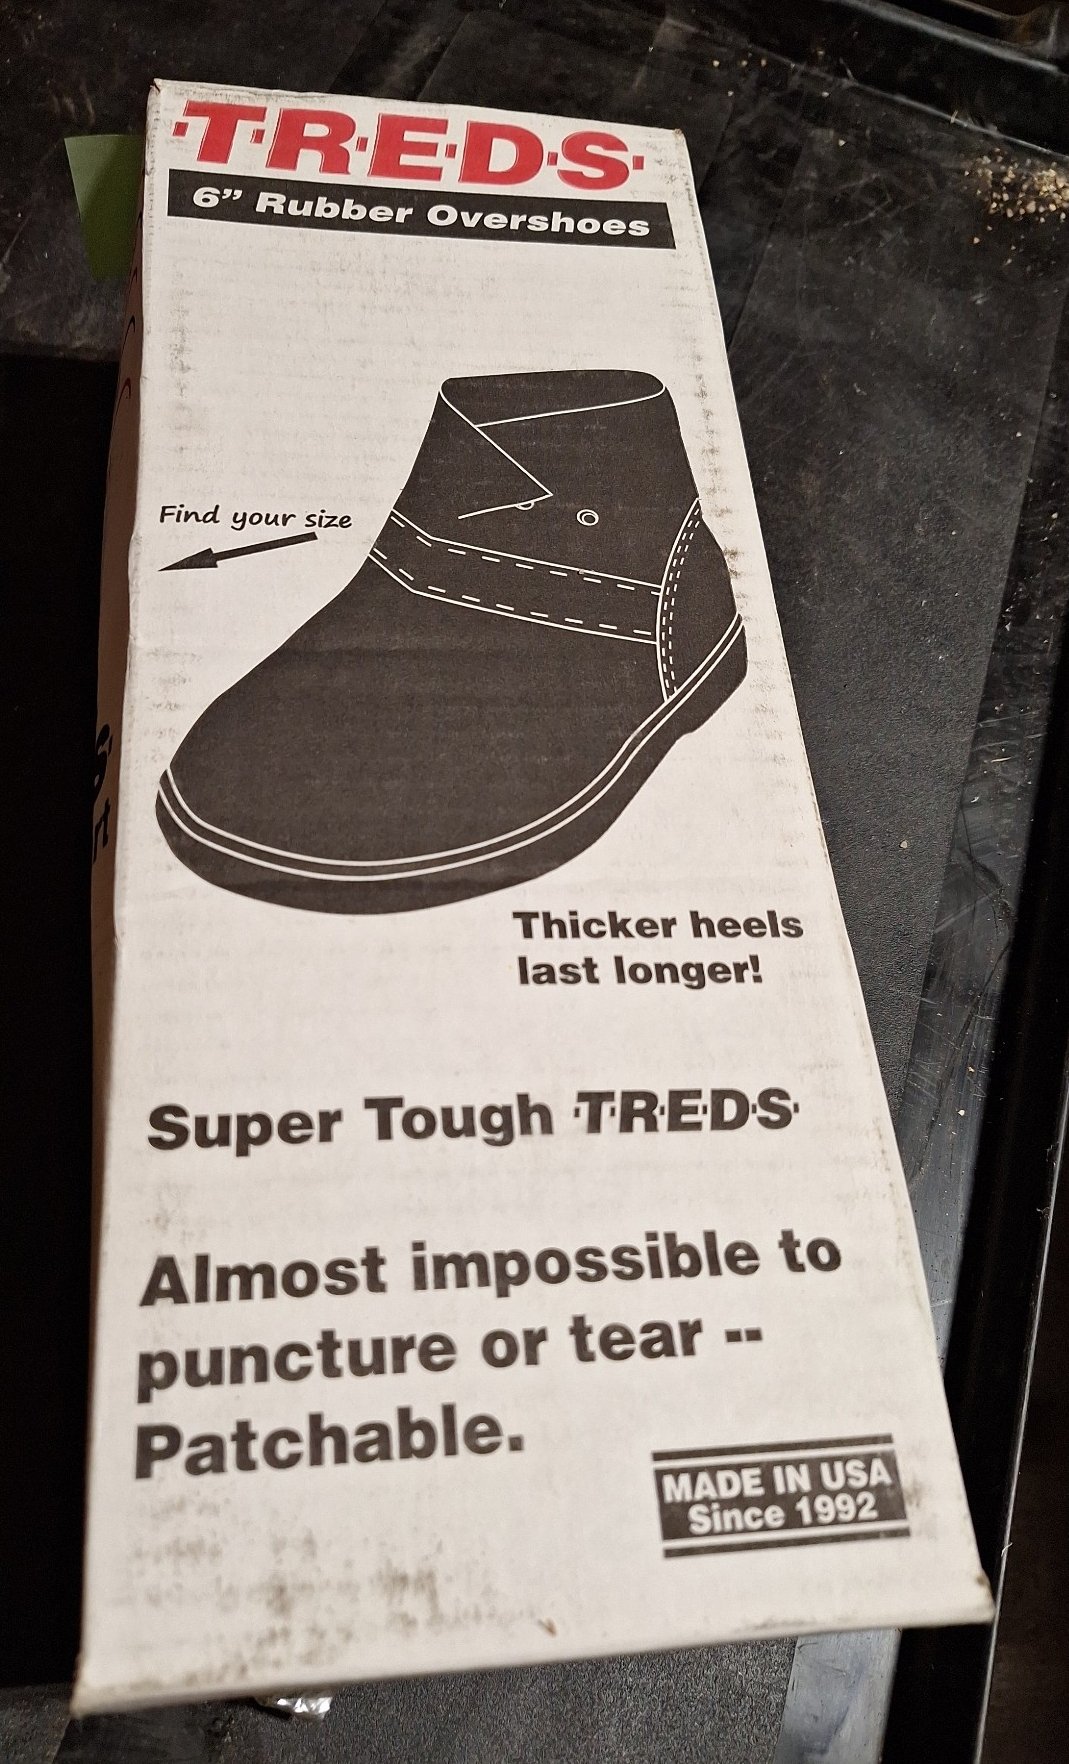 ·T·R·E·D·S·
6” Rubber Overshoes
Find your size
Thicker heels
last longer!
Super Tough ·T·R·E·D·S·
Almost impossible to
puncture or tear --
Patchable.
MADE IN USA
Since 1992